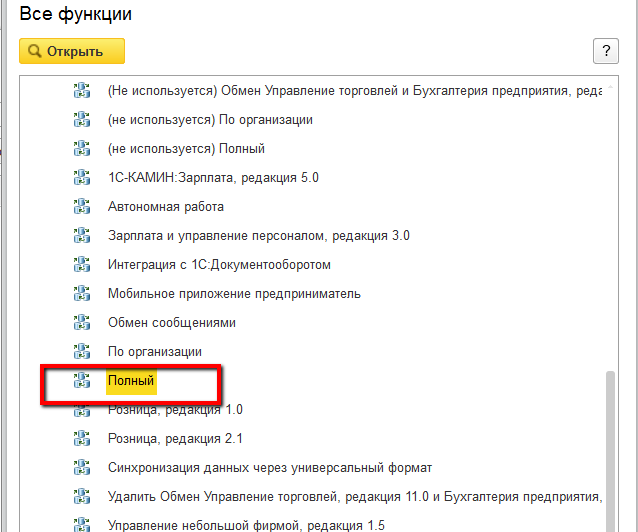 Все функции
Открыть
?
(Не используется) Обмен Управление торговлей и Бухгалтерия предприятия, реда
(не используется) По организации
(не используется) Полный
1С-КАМИН:Зарплата, редакция 5.0
Автономная работа
Зарплата и управление персоналом, редакция 3.0
Интеграция с 1С:Документооборотом
Мобильное приложение предприниматель
Обмен сообщениями
По организации
Полный
Розница, редакция 1.0
Розница, редакция 2.1
Синхронизация данных через универсальный формат
Удалить Обмен Управление торговлей, редакция 11.0 и Бухгалтерия предприятия,
Управление небольшой фирмой, редакция 1.5